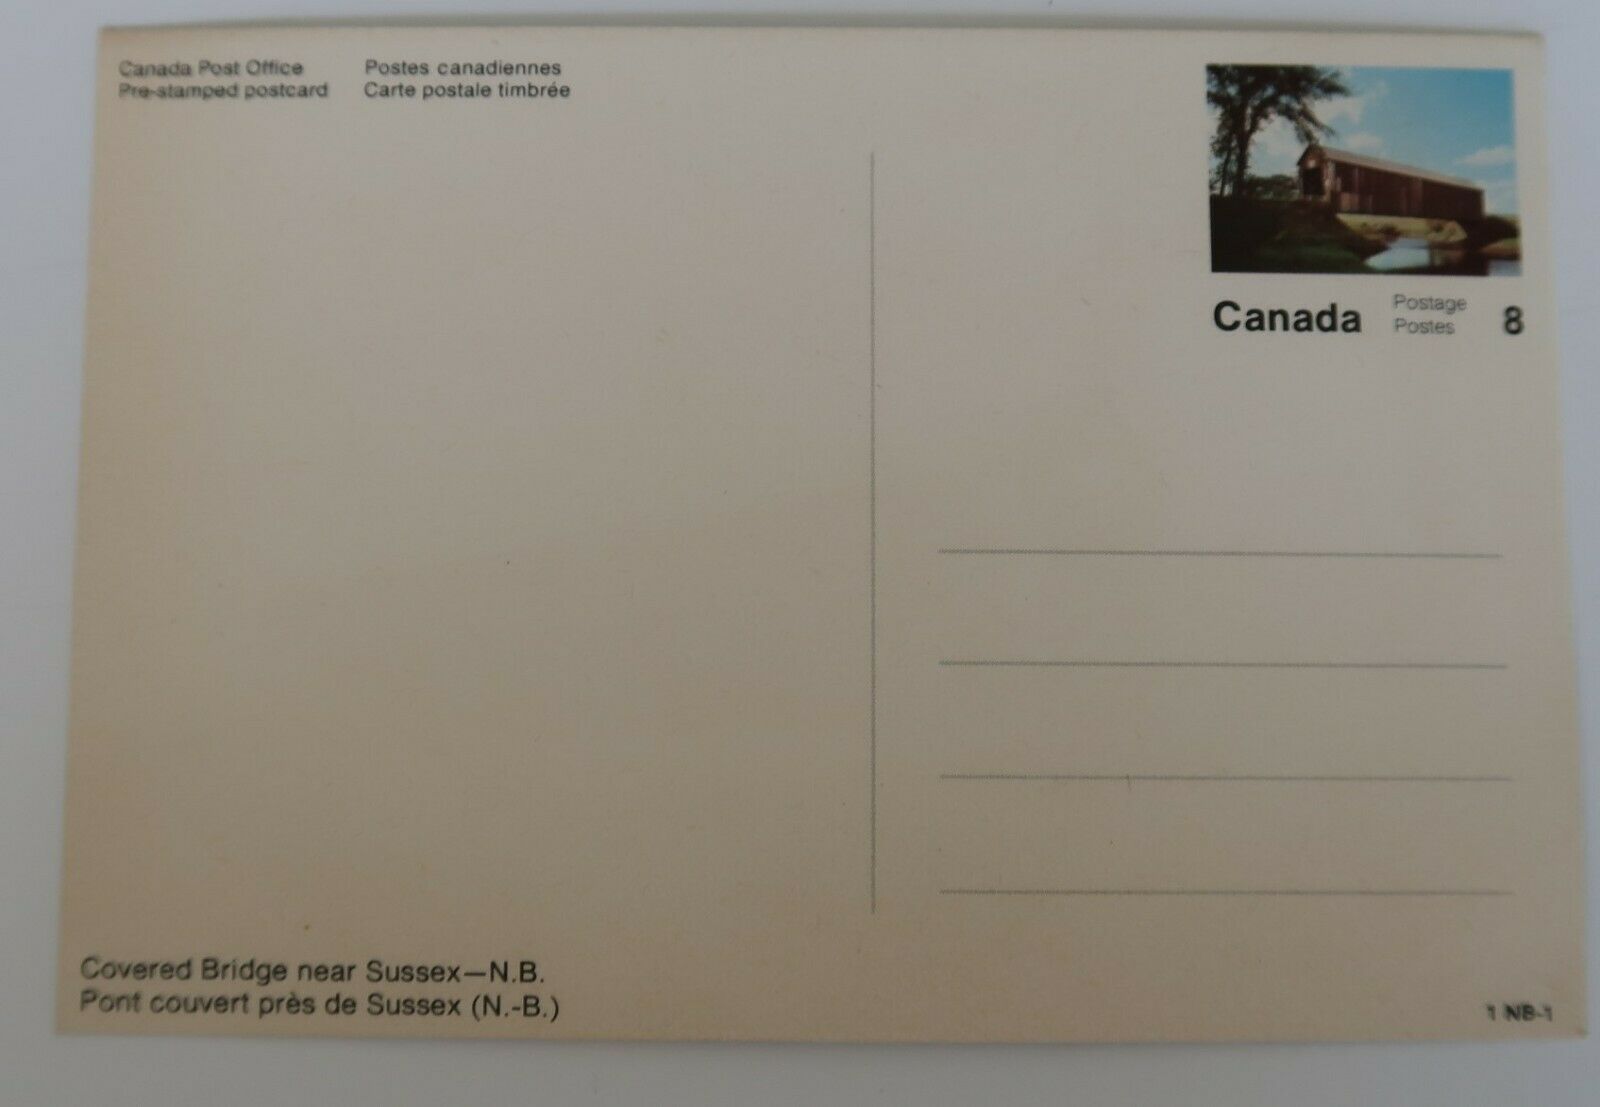 Canada Post Office
Pre-stamped postcard
Postes canadiennes
Carte postale timbrée
Canada
Postage
Postes
8
Covered Bridge near Sussex—N.B.
Pont couvert près de Sussex (N.-B.)
1 NB-1